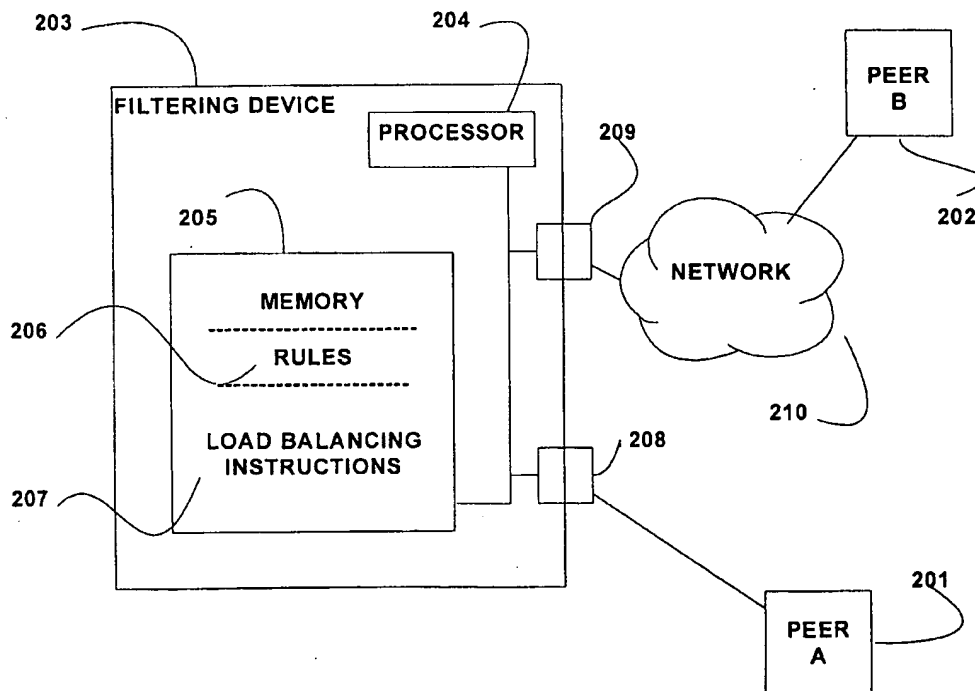 203
204
PEER
B
FILTERING DEVICE
PROCESSOR
209
202
205
NETWORK
MEMORY
206
RULES
210
LOAD BALANCING
INSTRUCTIONS
208
207
201
PEER
A